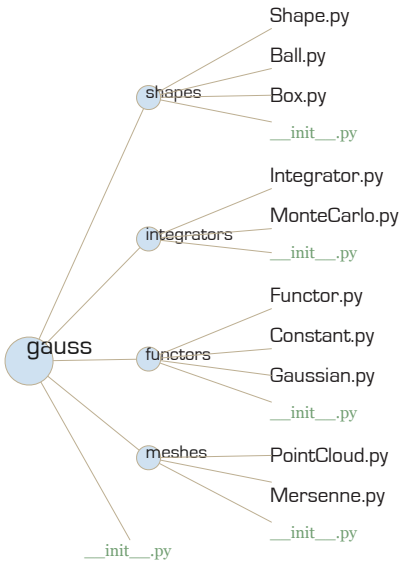 Shape.py
Ball.py
shapes
Box.py
__init__.py
Integrator.py
MonteCarlo.py
integrators
__init__.py
Functor.py
Constant.py
gauss
functors
Gaussian.py
__init__.py
meshes
PointCloud.py
Mersenne.py
__init__.py
__init__.py